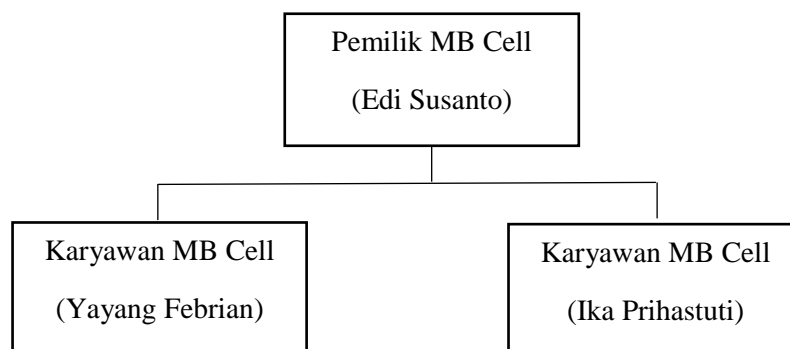 Pemilik MB Cell
(Edi Susanto)
Karyawan MB Cell
(Yayang Febrian)
Karyawan MB Cell
(Ika Prihastuti)